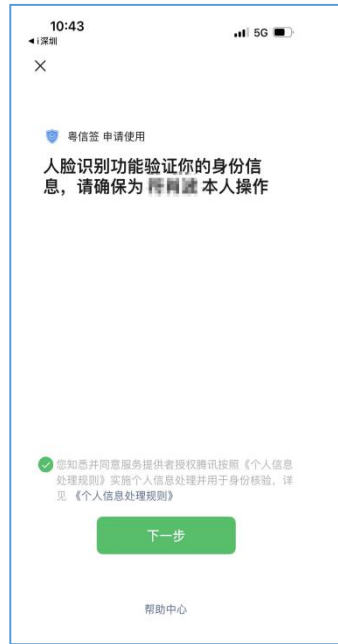 10:43
5G
◀ i深圳
×
粤信签 申请使用
人脸识别功能验证你的身份信
息，请确保为 本人操作
您知悉并同意服务提供者授权腾讯按照《个人信息
处理规则》实施个人信息处理并用于身份核验，详
见 《个人信息处理规则》
下一步
帮助中心